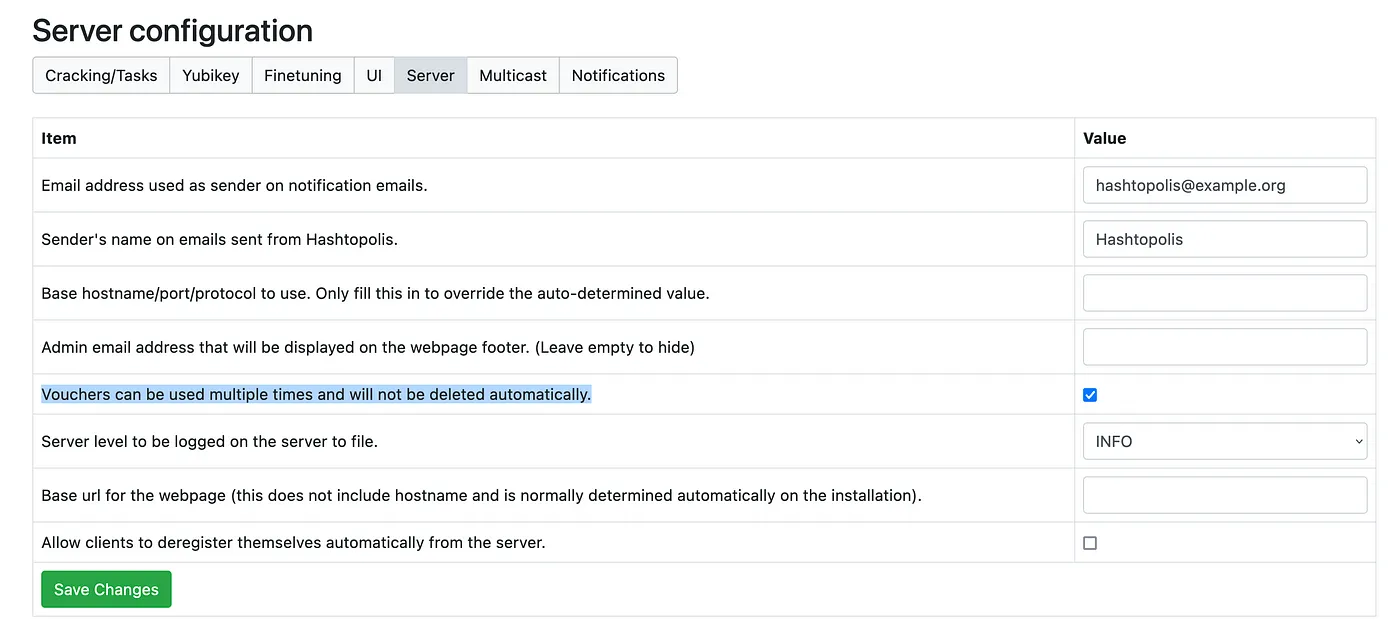 Server configuration
Cracking/Tasks Yubikey Finetuning UI Server Multicast Notifications
Item Value
Email address used as sender on notification emails. hashtopolis@example.org
Sender's name on emails sent from Hashtopolis. Hashtopolis
Base hostname/port/protocol to use. Only fill this in to override the auto-determined value.
Admin email address that will be displayed on the webpage footer. (Leave empty to hide)
Vouchers can be used multiple times and will not be deleted automatically.
Server level to be logged on the server to file. INFO
Base url for the webpage (this does not include hostname and is normally determined automatically on the installation).
Allow clients to deregister themselves automatically from the server.
Save Changes